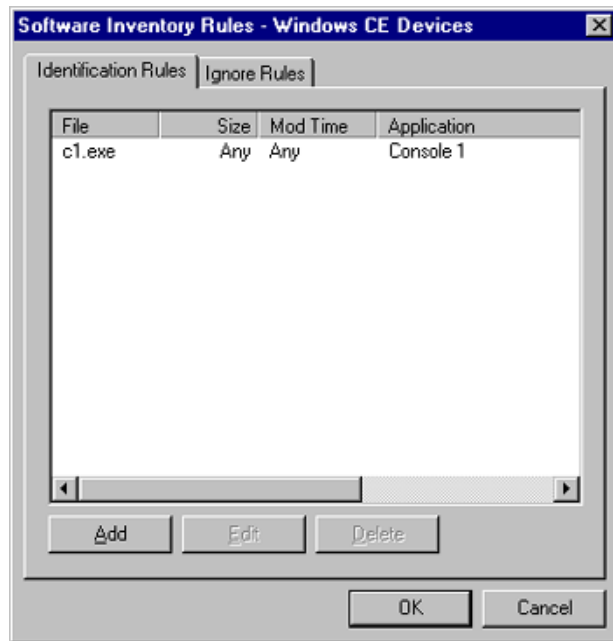 Software Inventory Rules - Windows CE Devices
Identification Rules Ignore Rules
File Size Mod Time Application
c1.exe Any Any Console 1
Add Edit Delete
OK Cancel